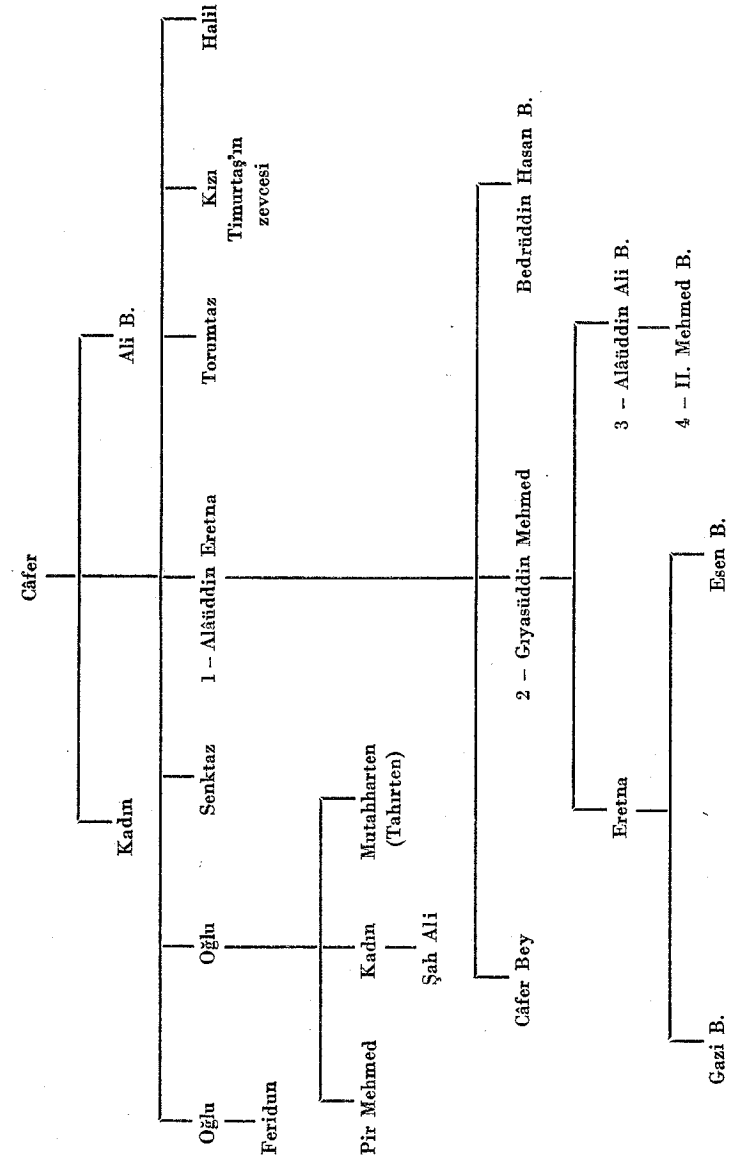 Câfer
Kadın
Ali B.
Oğlu
Oğlu
Senktaz
1 – Alâüddin Eretna
Torumtaz
Kızı
Timurtaş'ın
zevcesi
Halil
Feridun
Pir Mehmed
Kadın
Mutahharten
(Tahırten)
Şah Ali
Câfer Bey
2 – Gıyasüddin Mehmed
Bedrüddin Hasan B.
Eretna
3 – Alâüddin Ali B.
4 – II. Mehmed B.
Gazi B.
Esen B.